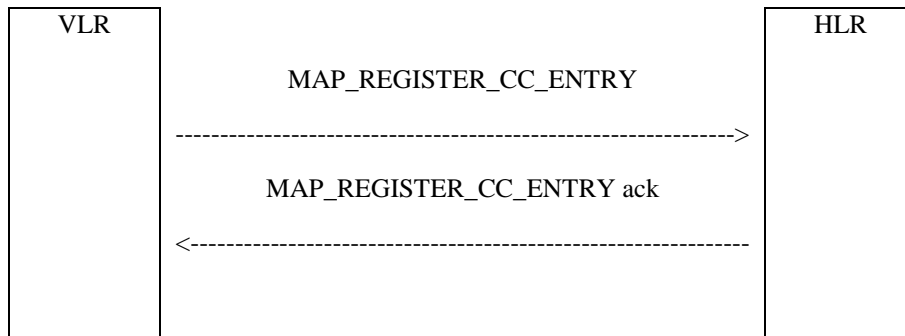 VLR HLR
MAP_REGISTER_CC_ENTRY
--------------------------------------------------------------->
MAP_REGISTER_CC_ENTRY ack
<---------------------------------------------------------------